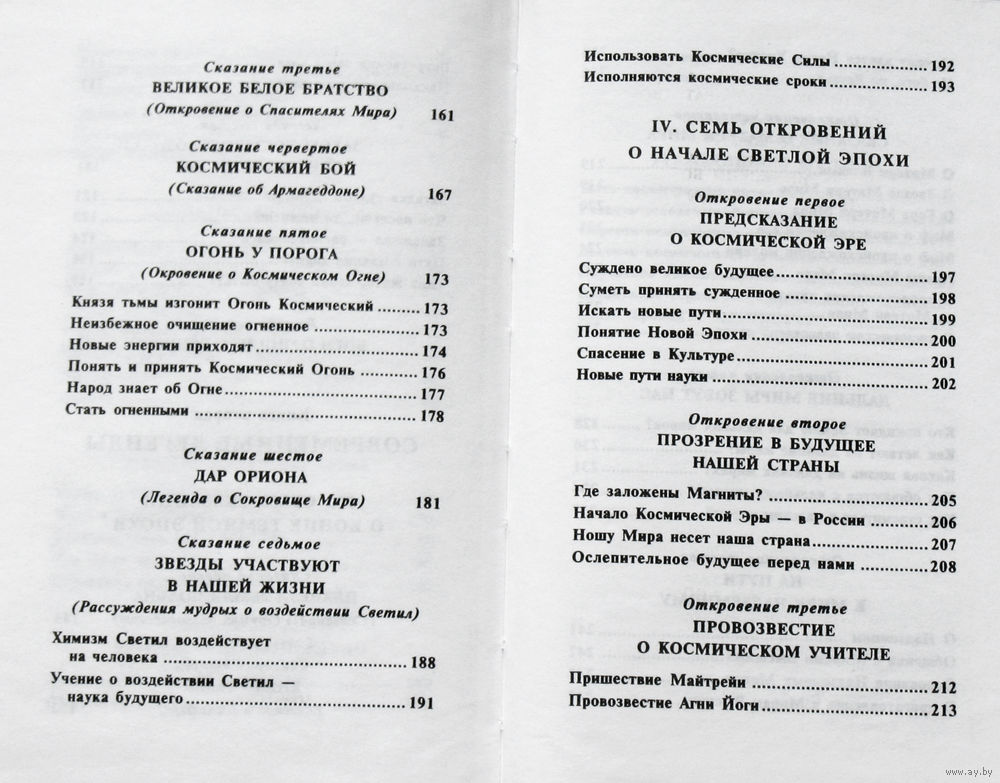 Сказание третье
ВЕЛИКОЕ БЕЛОЕ БРАТСТВО
(Откровение о Спасителях Мира) 161
Сказание червертое
КОСМИЧЕСКИЙ БОЙ
(Сказание об Армагеддоне) 167
Сказание пятое
ОГОНЬ У ПОРОГА
(Окровение о Космическом Огне) 173
Князя тьмы изгонит Огонь Космический ........ 173
Неизбежное очищение огненное ................ 173
Новые энергии приходят ........................ 174
Понять и принять Космический Огонь ......... 176
Народ знает об Огне ............................ 177
Стать огненными ................................ 178
Сказание шестое
ДАР ОРИОНА
(Легенда о Сокровище Мира) 181
Сказание седьмое
ЗВЕЗДЫ УЧАСТВУЮТ
В НАШЕЙ ЖИЗНИ
(Рассуждения мудрых о воздействии Светил)
Химизм Светил воздействует
на человека .................................... 188
Учение о воздействии Светил —
наука будущего ................................. 191
Использовать Космические Силы ............... 192
Исполняются космические сроки ................ 193
IV. СЕМЬ ОТКРОВЕНИЙ
О НАЧАЛЕ СВЕТЛОЙ ЭПОХИ
Откровение первое
ПРЕДСКАЗАНИЕ
О КОСМИЧЕСКОЙ ЭРЕ
Суждено великое будущее ....................... 197
Суметь принять сужденное ...................... 198
Искать новые пути .............................. 199
Понятие Новой Эпохи ........................... 200
Спасение в Культуре ............................ 201
Новые пути науки ............................... 202
Откровение второе
ПРОЗРЕНИЕ В БУДУЩЕЕ
НАШЕЙ СТРАНЫ
Где заложены Магниты? ......................... 205
Начало Космической Эры — в России ........... 206
Ношу Мира несет наша страна .................. 207
Ослепительное будущее перед нами ............. 208
Откровение третье
ПРОВОЗВЕСТИЕ
О КОСМИЧЕСКОМ УЧИТЕЛЕ
Пришествие Майтрейи ........................... 212
Провозвестие Агни Йоги ......................... 213
www.ay.by